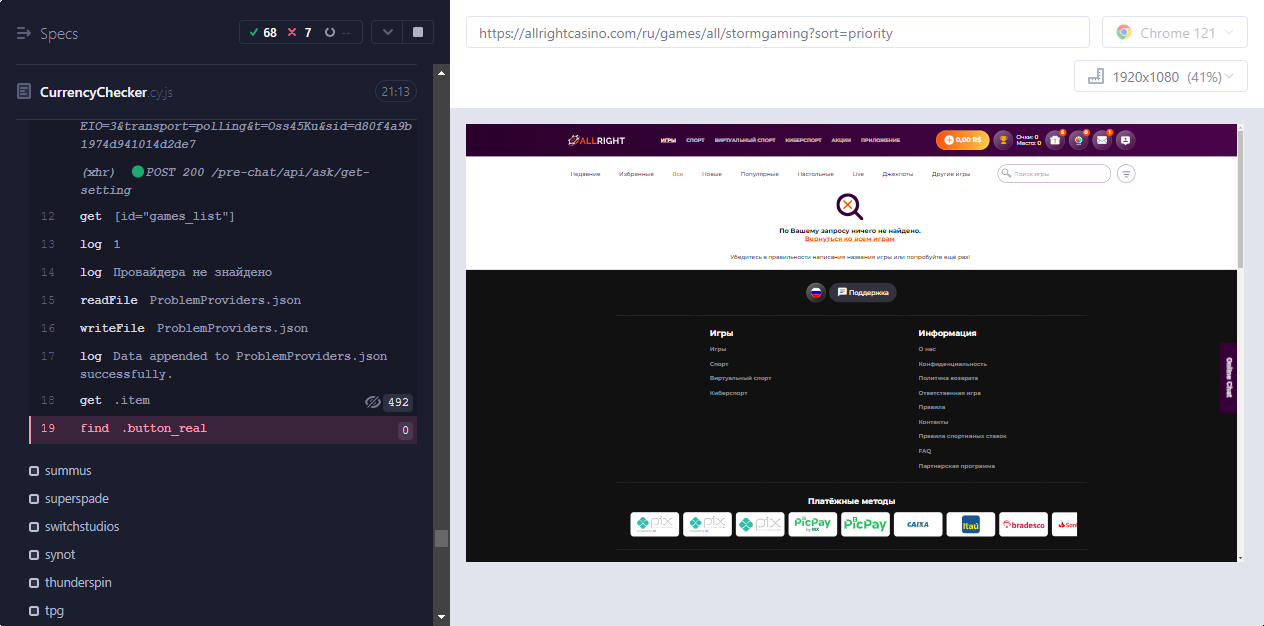 Specs
68
7
--
CurrencyChecker.cy.js
21:13
EIO=3&transport=polling&t=Oss45Ku&sid=d80f4a9b
1974d941014d2de7
(xhr) POST 200 /pre-chat/api/ask/get-
setting
12 get [id="games_list"]
13 log 1
14 log Провайдера не знайдено
15 readFile ProblemProviders.json
16 writeFile ProblemProviders.json
17 log Data appended to ProblemProviders.json
successfully.
18 get .item 492
19 find .button_real 0
summus
superspade
switchstudios
synot
thunderspin
tpg
https://allrightcasino.com/ru/games/all/stormgaming?sort=priority
Chrome 121
1920x1080 (41%)
ALLRIGHT
ИГРЫ СПОРТ ВИРТУАЛЬНЫЙ СПОРТ КИБЕРСПОРТ АКЦИИ ПРИЛОЖЕНИЕ
0,00 R$
Очки: 0
Место: 0
Недавние Избранные Все Новые Популярные Настольные Live Джекпоты Другие игры
Поиск игры
По Вашему запросу ничего не найдено.
Вернуться ко всем играм
Убедитесь в правильности написания названия игры или попробуйте ещё раз!
Поддержка
Игры
Игры
Спорт
Виртуальный спорт
Киберспорт
Информация
О нас
Конфиденциальность
Политика возврата
Ответственная игра
Правила
Контакты
Правила спортивных ставок
FAQ
Партнерская программа
Online Chat
Платёжные методы
pix
pix
pix
PicPay
PicPay
CAIXA
Itaú
bradesco